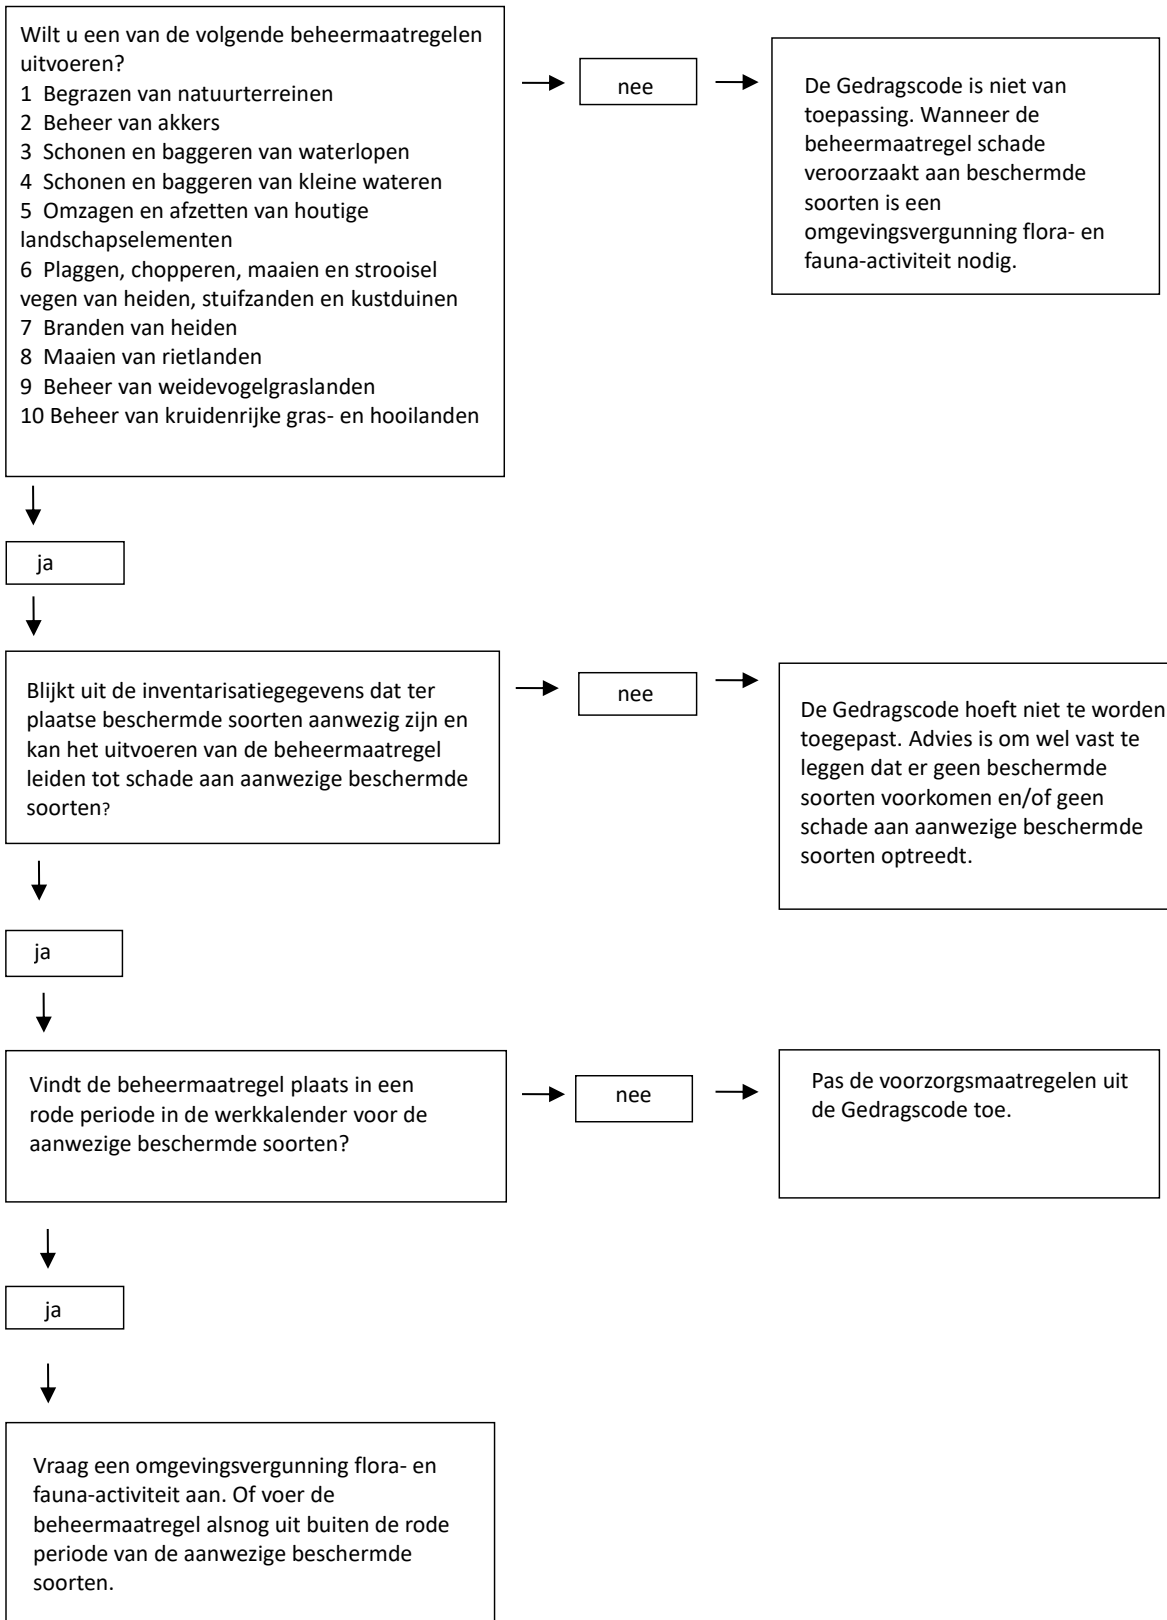 Wilt u een van de volgende beheermaatregelen
uitvoeren?
1 Begrazen van natuurterreinen
2 Beheer van akkers
3 Schonen en baggeren van waterlopen
4 Schonen en baggeren van kleine wateren
5 Omzagen en afzetten van houtige
landschapselementen
6 Plaggen, chopperen, maaien en strooisel
vegen van heiden, stuifzanden en kustduinen
7 Branden van heiden
8 Maaien van rietlanden
9 Beheer van weidevogelgraslanden
10 Beheer van kruidenrijke gras- en hooilanden
nee
De Gedragscode is niet van
toepassing. Wanneer de
beheermaatregel schade
veroorzaakt aan beschermde
soorten is een
omgevingsvergunning flora- en
fauna-activiteit nodig.
ja
Blijkt uit de inventarisatiegegevens dat ter
plaatse beschermde soorten aanwezig zijn en
kan het uitvoeren van de beheermaatregel
leiden tot schade aan aanwezige beschermde
soorten?
nee
De Gedragscode hoeft niet te worden
toegepast. Advies is om wel vast te
leggen dat er geen beschermde
soorten voorkomen en/of geen
schade aan aanwezige beschermde
soorten optreedt.
ja
Vindt de beheermaatregel plaats in een
rode periode in de werkkalender voor de
aanwezige beschermde soorten?
nee
Pas de voorzorgsmaatregelen uit
de Gedragscode toe.
ja
Vraag een omgevingsvergunning flora- en
fauna-activiteit aan. Of voer de
beheermaatregel alsnog uit buiten de rode
periode van de aanwezige beschermde
soorten.